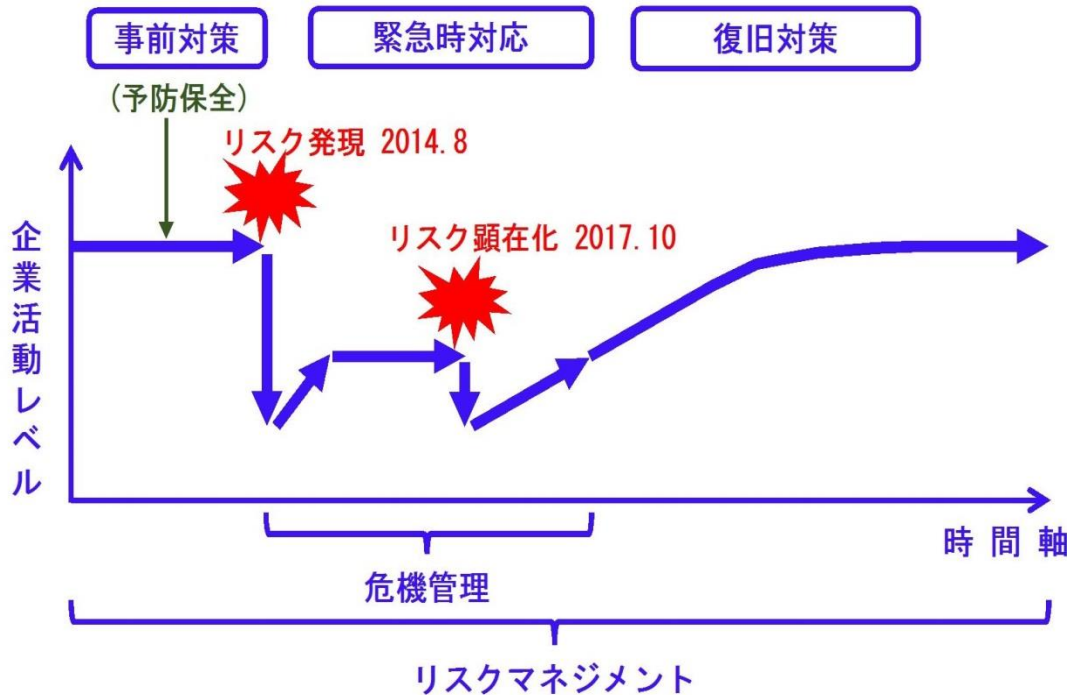 事前対策
緊急時対応
復旧対策
(予防保全)
リスク発現 2014.8
リスク顕在化 2017.10
企業活動レベル
時間軸
危機管理
リスクマネジメント